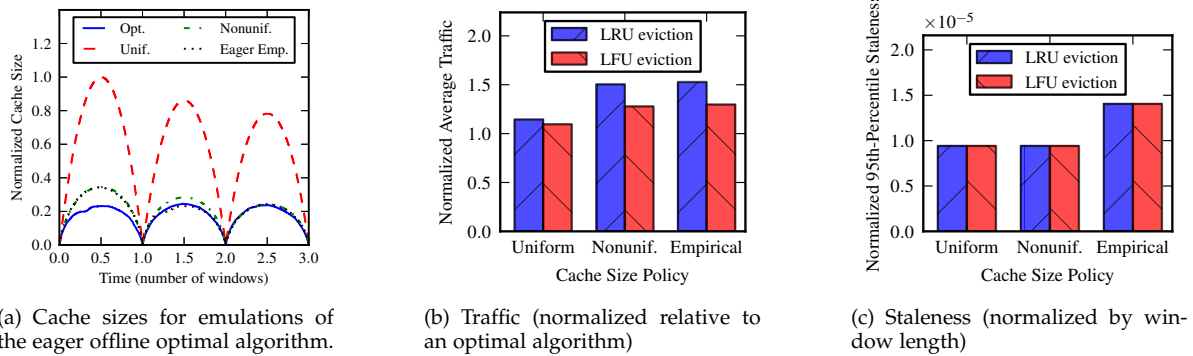 Normalized Cache Size
1.2
1.0
0.8
0.6
0.4
0.2
0.0
Opt.
Unif.
Nonunif.
Eager Emp.
0.0 0.5 1.0 1.5 2.0 2.5 3.0
Time (number of windows)
(a) Cache sizes for emulations of
the eager offline optimal algorithm.
Normalized Average Traffic
2.0
1.5
1.0
0.5
0.0
LRU eviction
LFU eviction
Uniform Nonunif. Empirical
Cache Size Policy
(b) Traffic (normalized relative to
an optimal algorithm)
Normalized 95th-Percentile Staleness
×10⁻⁵
2.0
1.5
1.0
0.5
0.0
LRU eviction
LFU eviction
Uniform Nonunif. Empirical
Cache Size Policy
(c) Staleness (normalized by win-
dow length)